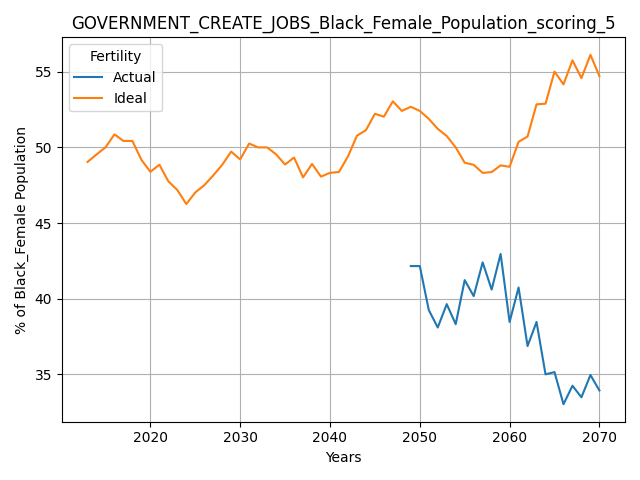 GOVERNMENT_CREATE_JOBS_Black_Female_Population_scoring_5
Fertility
Actual
Ideal
% of Black_Female Population
55
50
45
40
35
2020 2030 2040 2050 2060 2070
Years